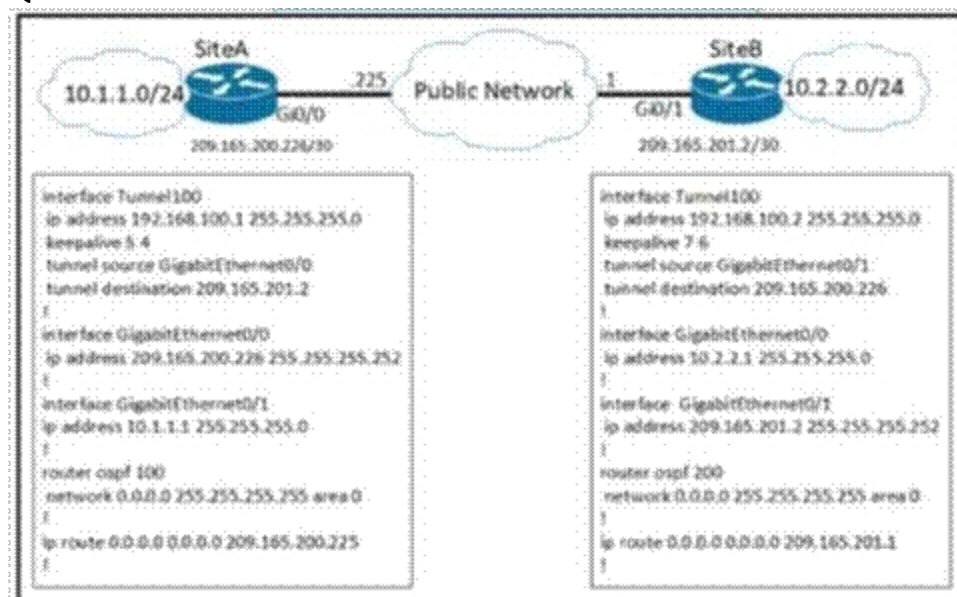 SiteA
SiteB
10.1.1.0/24
.225
Public Network
.1
10.2.2.0/24
Gi0/0
Gi0/1
209.165.200.226/30
209.165.201.2/30
interface Tunnel100
ip address 192.168.100.1 255.255.255.0
keepalive 5 4
tunnel source GigabitEthernet0/0
tunnel destination 209.165.201.2
!
interface GigabitEthernet0/0
ip address 209.165.200.226 255.255.255.252
!
interface GigabitEthernet0/1
ip address 10.1.1.1 255.255.255.0
!
router ospf 100
network 0.0.0.0 255.255.255.255 area 0
!
ip route 0.0.0.0 0.0.0.0 209.165.200.225
!
interface Tunnel100
ip address 192.168.100.2 255.255.255.0
keepalive 7 6
tunnel source GigabitEthernet0/1
tunnel destination 209.165.200.226
!
interface GigabitEthernet0/0
ip address 10.2.2.1 255.255.255.0
!
interface GigabitEthernet0/1
ip address 209.165.201.2 255.255.255.252
!
router ospf 200
network 0.0.0.0 255.255.255.255 area 0
!
ip route 0.0.0.0 0.0.0.0 209.165.201.1
!